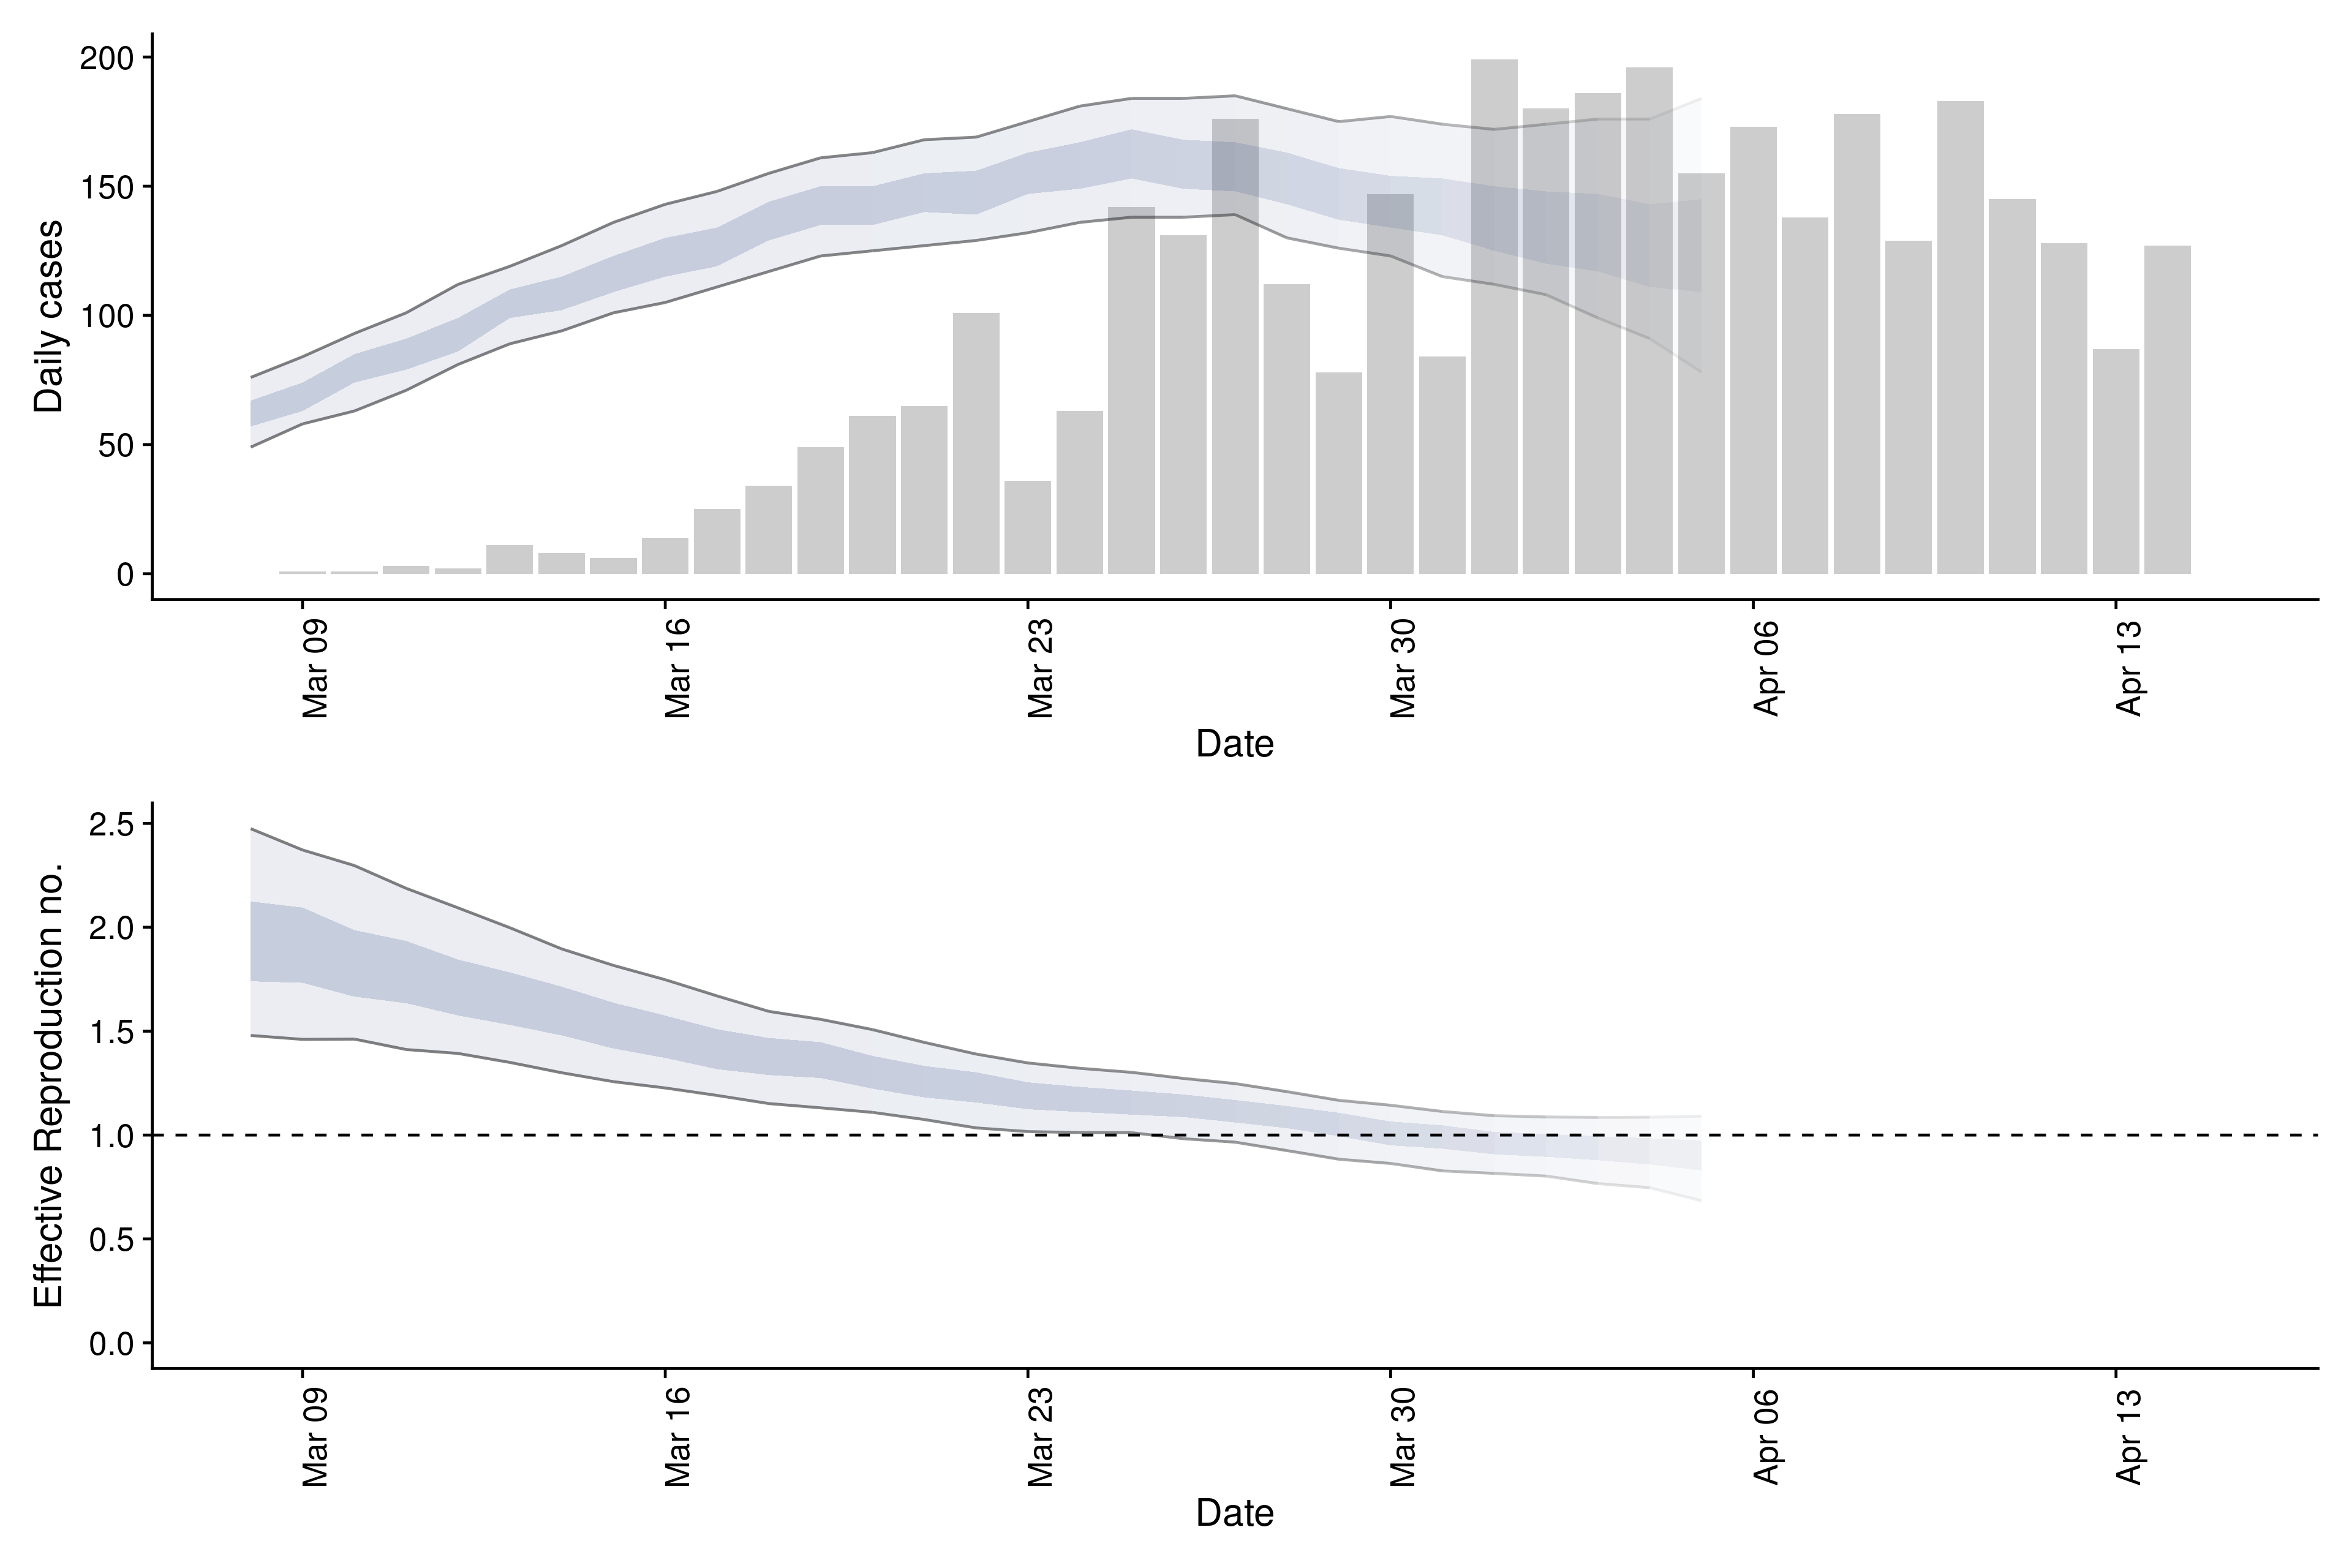 Daily cases
200
150
100
50
0
Mar 09
Mar 16
Mar 23
Mar 30
Apr 06
Apr 13
Date
Effective Reproduction no.
2.5
2.0
1.5
1.0
0.5
0.0
Mar 09
Mar 16
Mar 23
Mar 30
Apr 06
Apr 13
Date